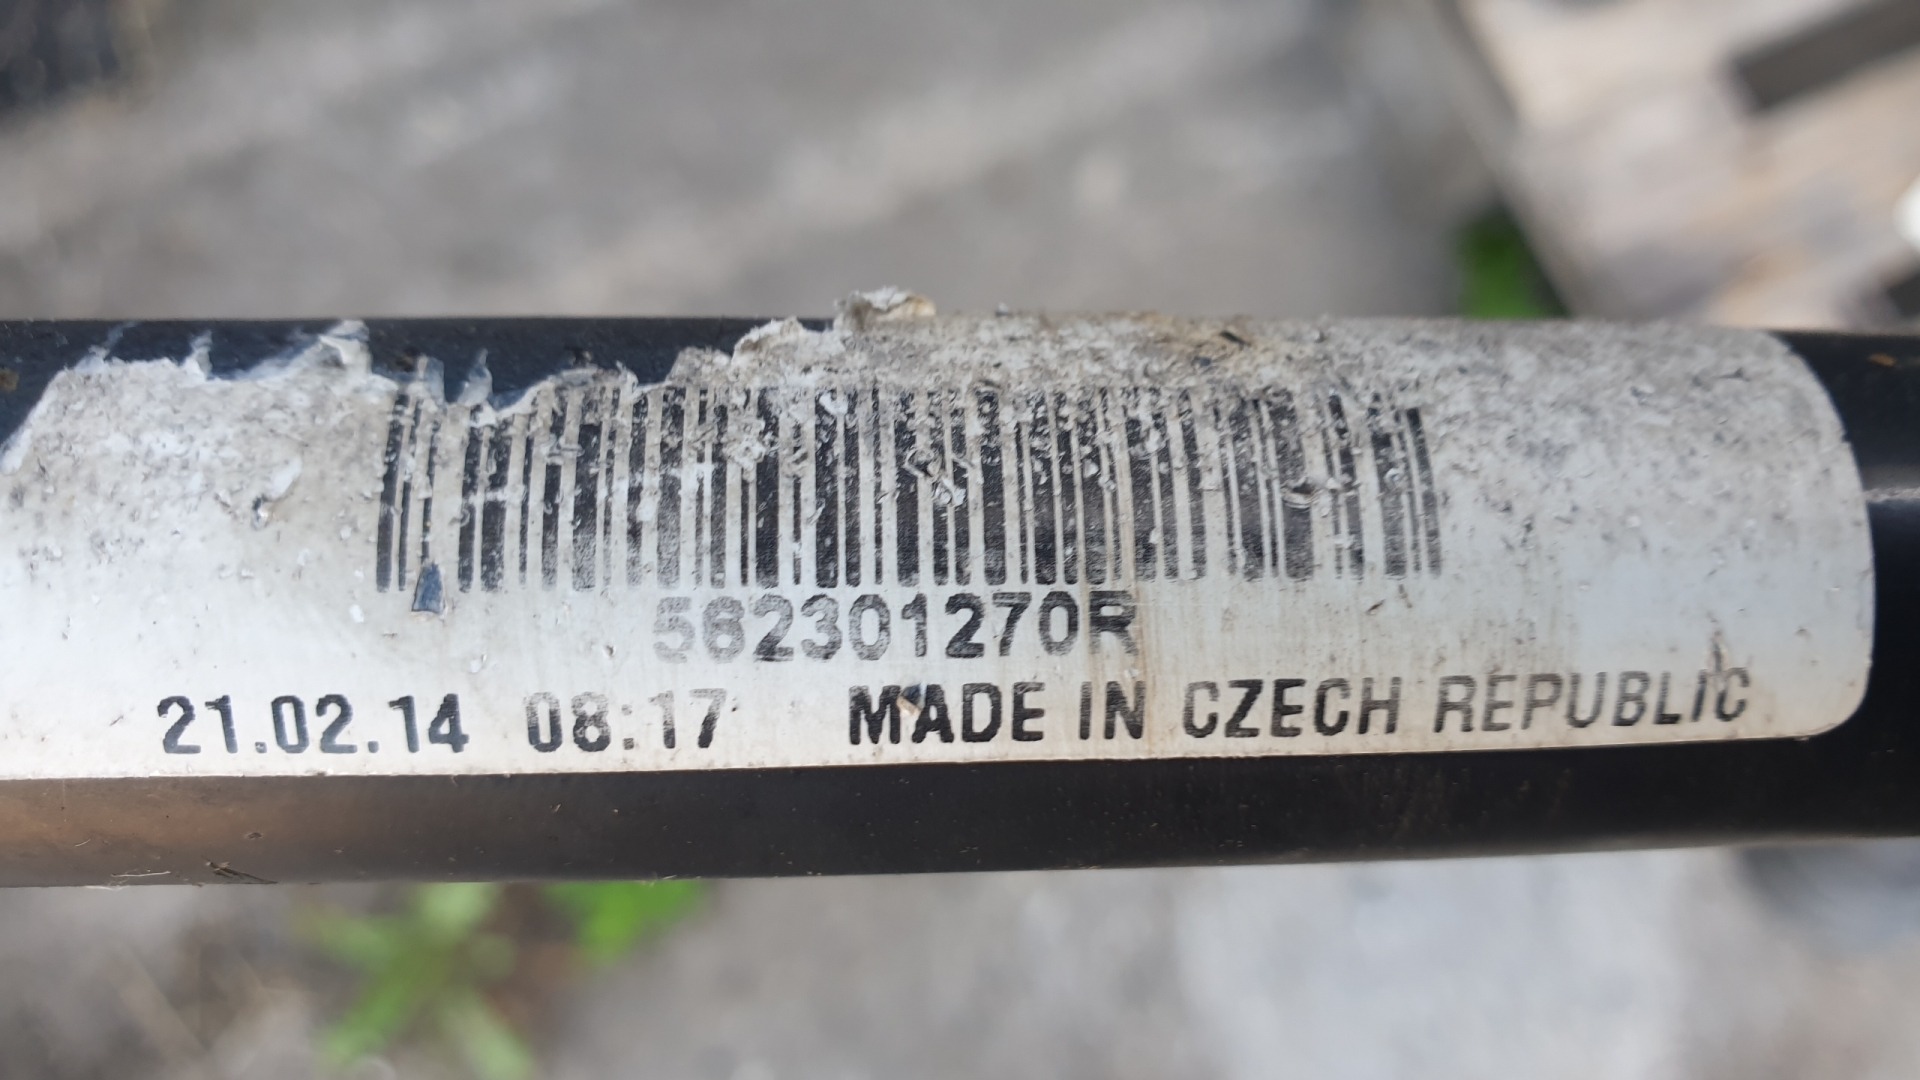 562301270R
21.02.14 08:17 MADE IN CZECH REPUBLIC